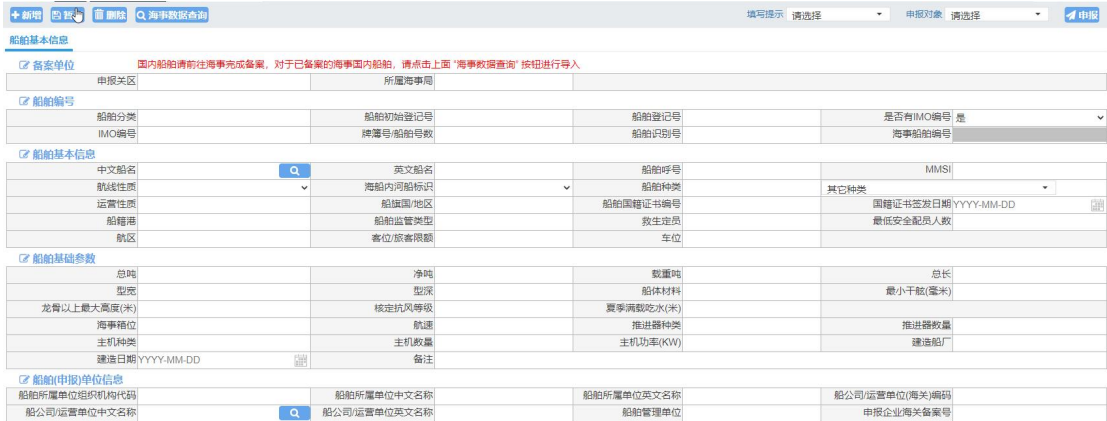 新增 暂 删除 海事数据查询 填写提示 请选择 申报对象 请选择 申报
船舶基本信息
备案单位 国内船舶请前往海事完成备案，对于已备案的海事国内船舶，请点击上面 "海事数据查询" 按钮进行导入
申报关区 所属海事局
船舶编号
船舶分类 船舶初始登记号 船舶登记号 是否有IMO编号 是
IMO编号 牌簿号/船舶号数 船舶识别号 海事船舶编号
船舶基本信息
中文船名 英文船名 船舶呼号 MMSI
航线性质 海船内河船标识 船舶种类 其它种类
运营性质 船旗国/地区 船舶国籍证书编号 国籍证书签发日期 YYYY-MM-DD
船籍港 船舶监管类型 救生定员 最低安全配员人数
航区 客位/旅客限额 车位
船舶基础参数
总吨 净吨 载重吨 总长
型宽 型深 船体材料 最小干舷(毫米)
龙骨以上最大高度(米) 核定抗风等级 夏季满载吃水(米)
海事箱位 航速 推进器种类 推进器数量
主机种类 主机数量 主机功率(KW) 建造船厂
建造日期 YYYY-MM-DD 备注
船舶(申报)单位信息
船舶所属单位组织机构代码 船舶所属单位中文名称 船舶所属单位英文名称 船公司/运营单位(海关)编码
船公司/运营单位中文名称 船公司/运营单位英文名称 船舶管理单位 申报企业海关备案号